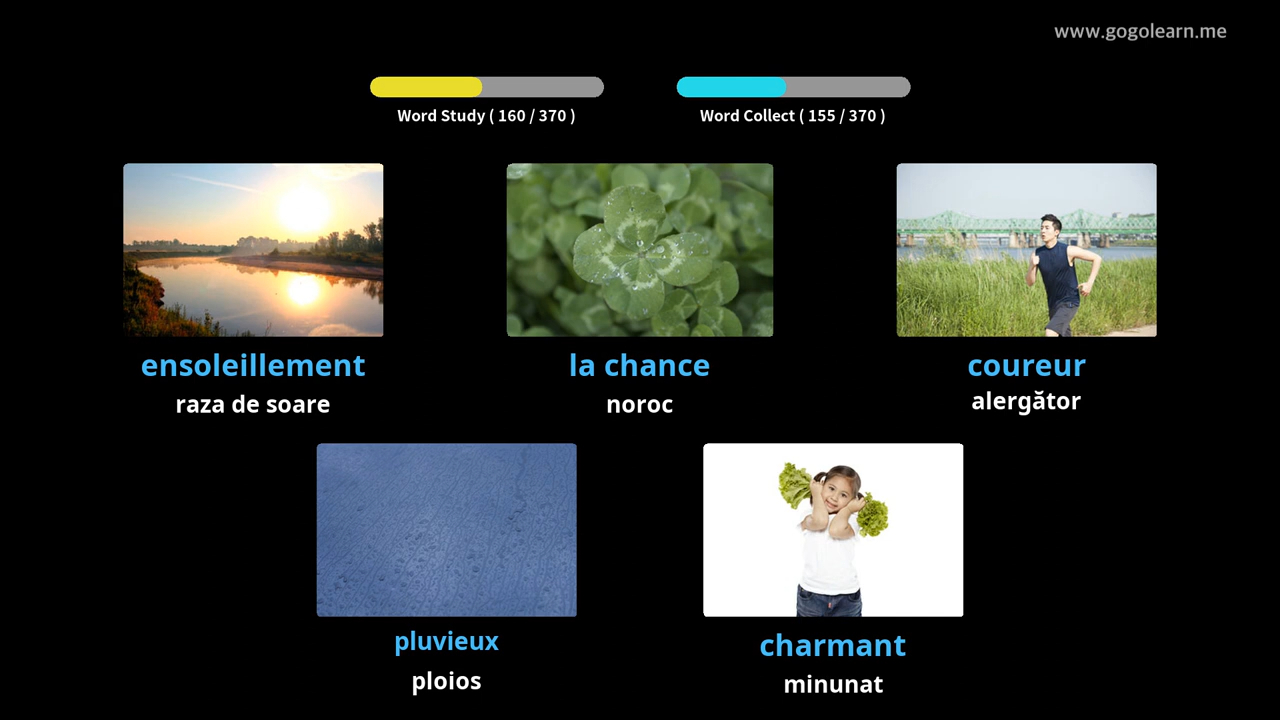 www.gogolearn.me
Word Study ( 160 / 370 )
Word Collect ( 155 / 370 )
ensoleillement
raza de soare
la chance
noroc
coureur
alergător
pluvieux
ploios
charmant
minunat